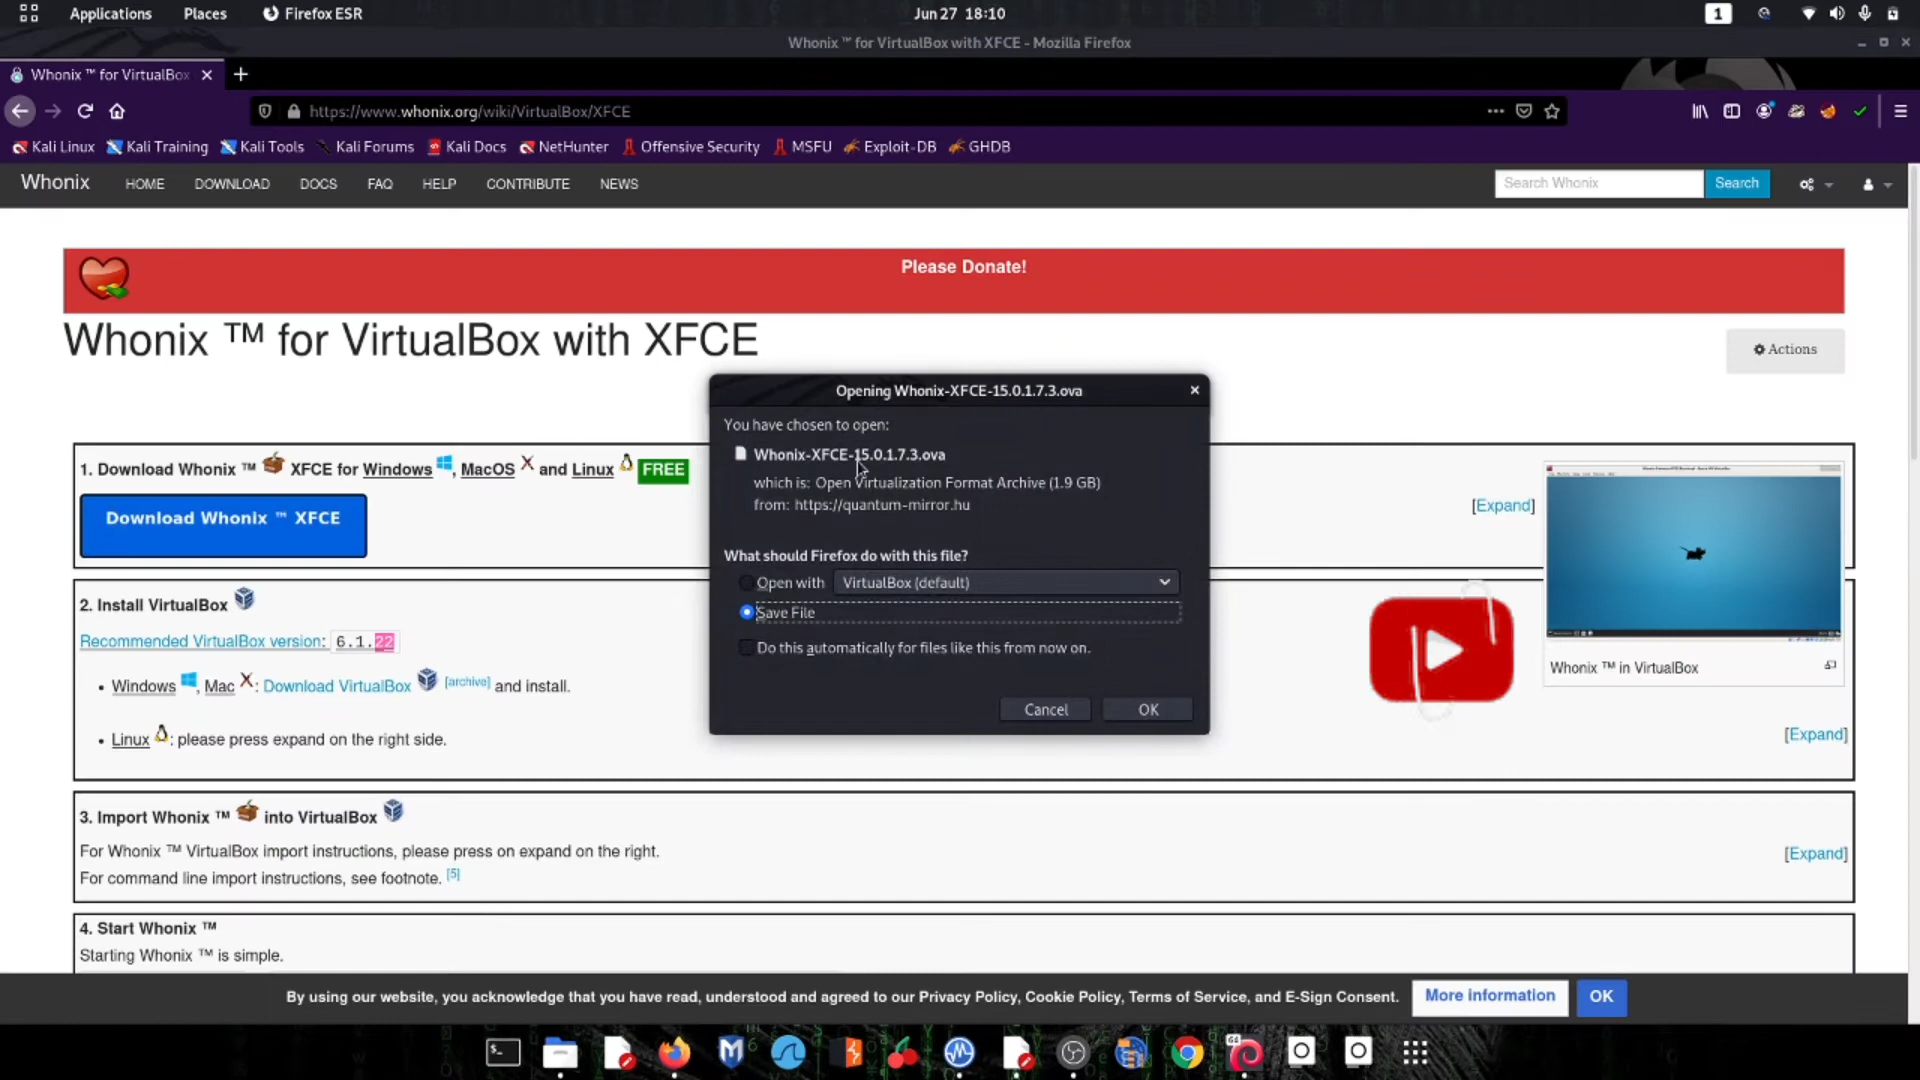 Applications Places Firefox ESR Jun 27 18:10 1
Whonix ™ for VirtualBox with XFCE - Mozilla Firefox
Whonix ™ for VirtualBox
https://www.whonix.org/wiki/VirtualBox/XFCE
Kali Linux Kali Training Kali Tools Kali Forums Kali Docs NetHunter Offensive Security MSFU Exploit-DB GHDB
Whonix HOME DOWNLOAD DOCS FAQ HELP CONTRIBUTE NEWS Search Whonix Search
Please Donate!
Whonix ™ for VirtualBox with XFCE
Actions
Opening Whonix-XFCE-15.0.1.7.3.ova
You have chosen to open:
Whonix-XFCE-15.0.1.7.3.ova
which is: Open Virtualization Format Archive (1.9 GB)
from: https://quantum-mirror.hu
What should Firefox do with this file?
Open with VirtualBox (default)
Save File
Do this automatically for files like this from now on.
Cancel OK
1. Download Whonix ™ XFCE for Windows, MacOS and Linux FREE
Download Whonix ™ XFCE
[Expand]
2. Install VirtualBox
Recommended VirtualBox version: 6.1.22
• Windows, Mac: Download VirtualBox [archive] and install.
Whonix ™ in VirtualBox
• Linux: please press expand on the right side.
[Expand]
3. Import Whonix ™ into VirtualBox
For Whonix ™ VirtualBox import instructions, please press on expand on the right.
[Expand]
For command line import instructions, see footnote. [5]
4. Start Whonix ™
Starting Whonix ™ is simple.
By using our website, you acknowledge that you have read, understood and agreed to our Privacy Policy, Cookie Policy, Terms of Service, and E-Sign Consent. More information OK